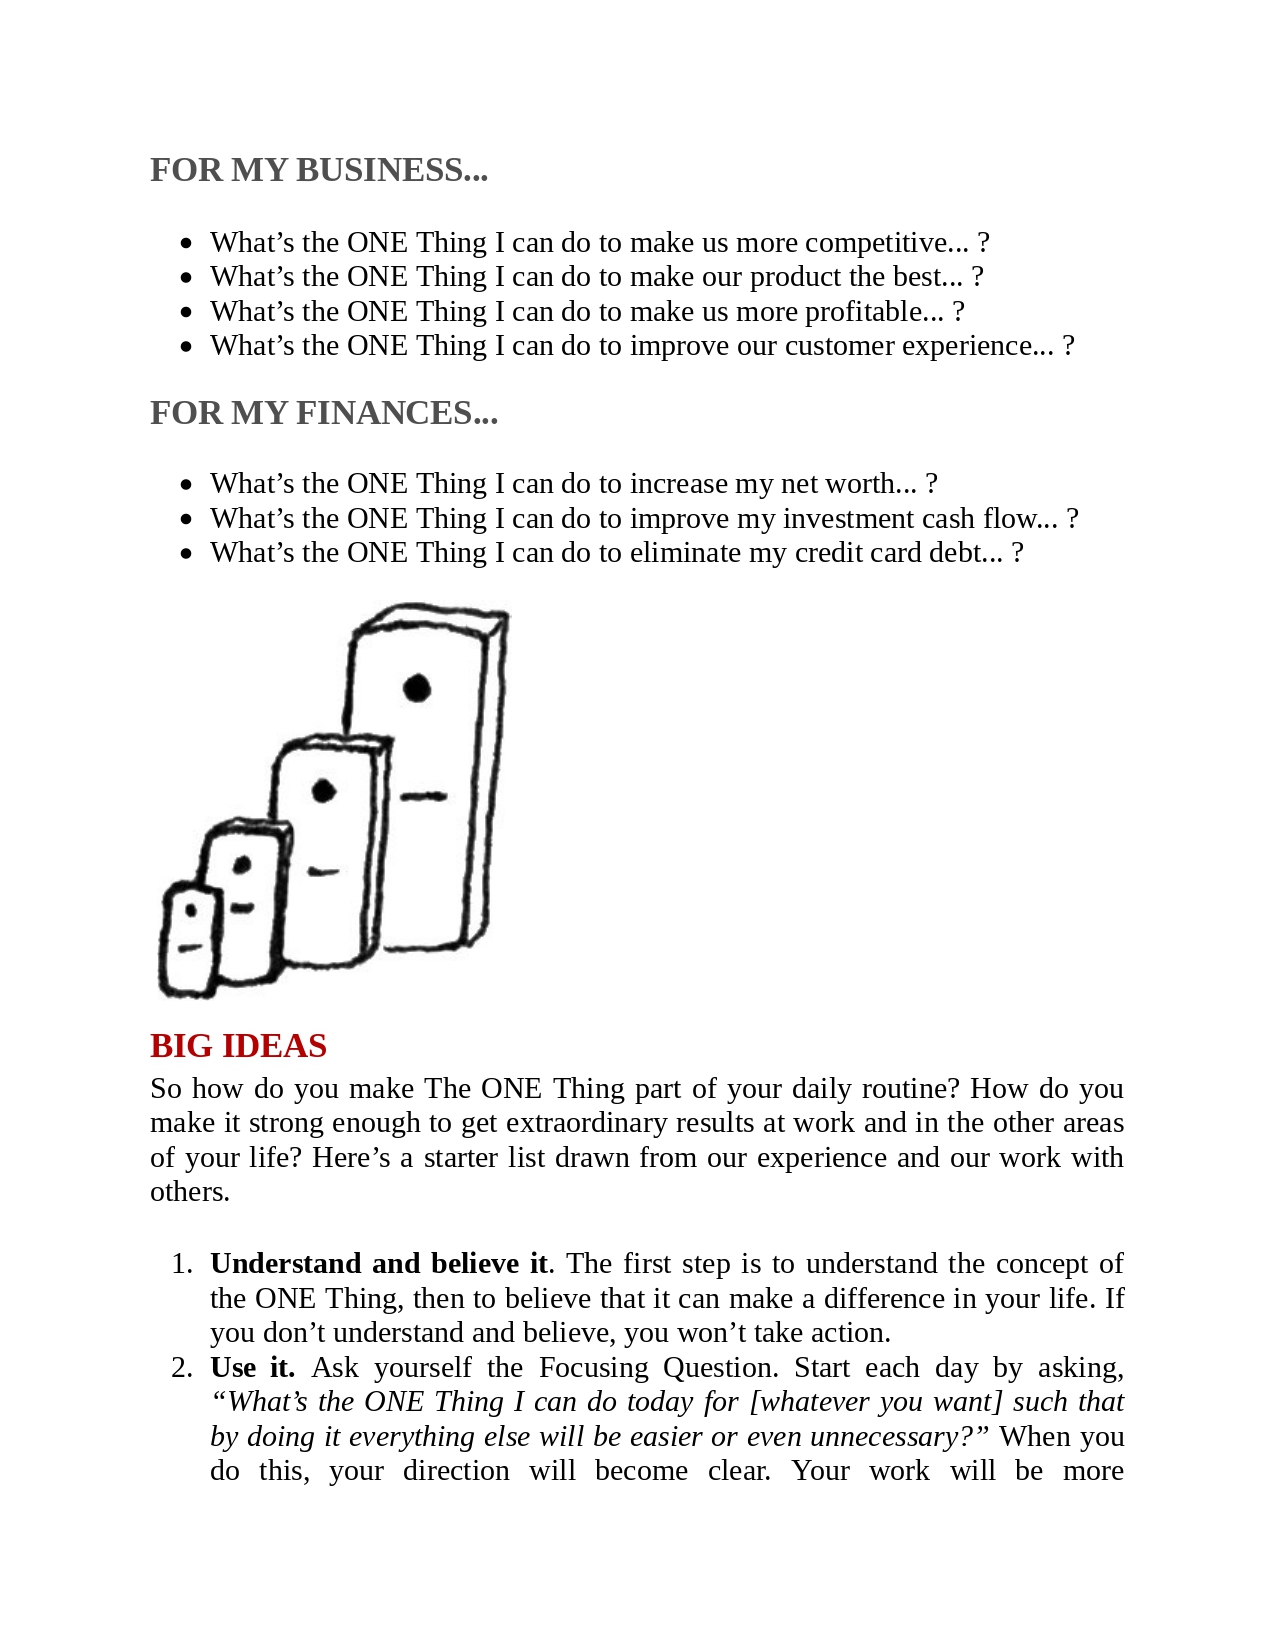 FOR MY BUSINESS...
• What’s the ONE Thing I can do to make us more competitive... ?
• What’s the ONE Thing I can do to make our product the best... ?
• What’s the ONE Thing I can do to make us more profitable... ?
• What’s the ONE Thing I can do to improve our customer experience... ?
FOR MY FINANCES...
• What’s the ONE Thing I can do to increase my net worth... ?
• What’s the ONE Thing I can do to improve my investment cash flow... ?
• What’s the ONE Thing I can do to eliminate my credit card debt... ?
BIG IDEAS
So how do you make The ONE Thing part of your daily routine? How do you
make it strong enough to get extraordinary results at work and in the other areas
of your life? Here’s a starter list drawn from our experience and our work with
others.
1. Understand and believe it. The first step is to understand the concept of
the ONE Thing, then to believe that it can make a difference in your life. If
you don’t understand and believe, you won’t take action.
2. Use it. Ask yourself the Focusing Question. Start each day by asking,
“What’s the ONE Thing I can do today for [whatever you want] such that
by doing it everything else will be easier or even unnecessary?” When you
do this, your direction will become clear. Your work will be more